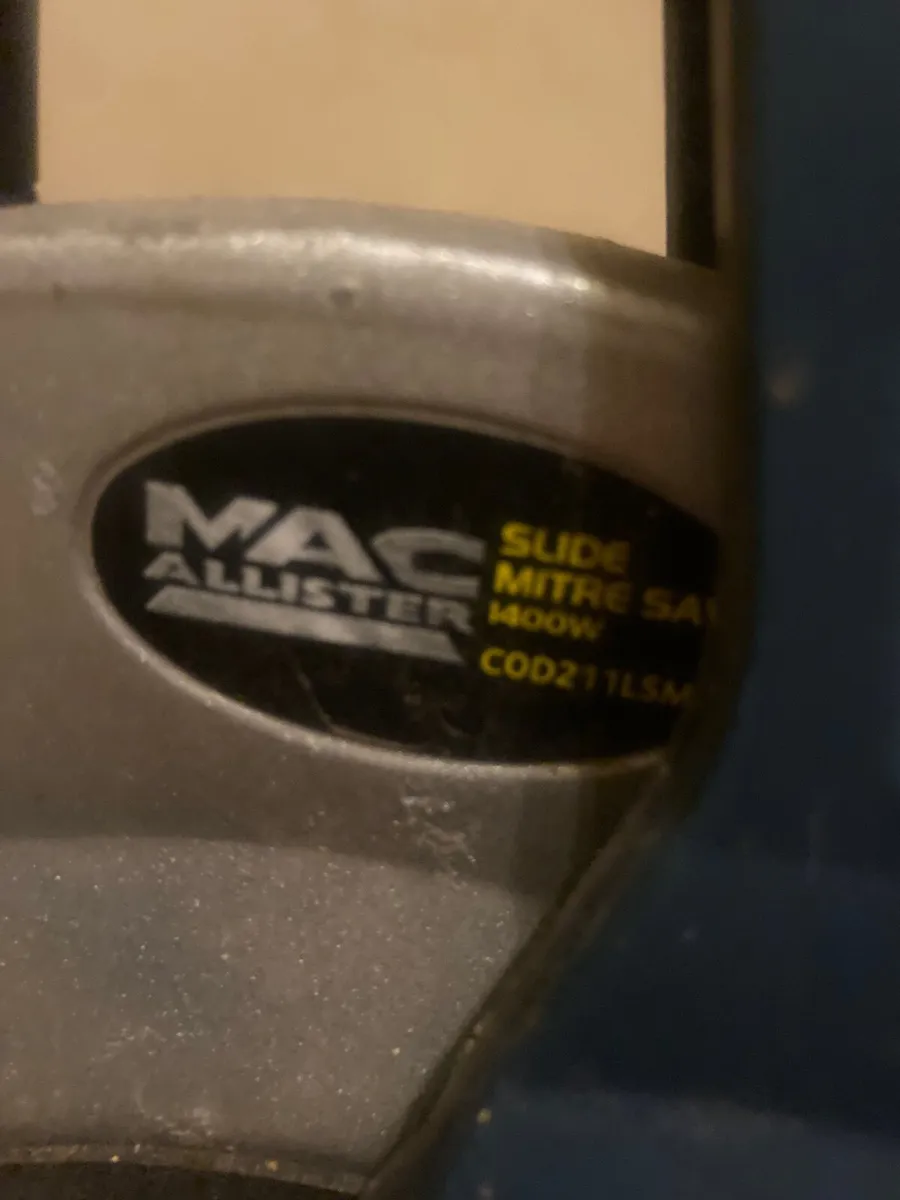 MAC
ALLISTER
SLIDE
MITRE SA
1400W
COD211LSM